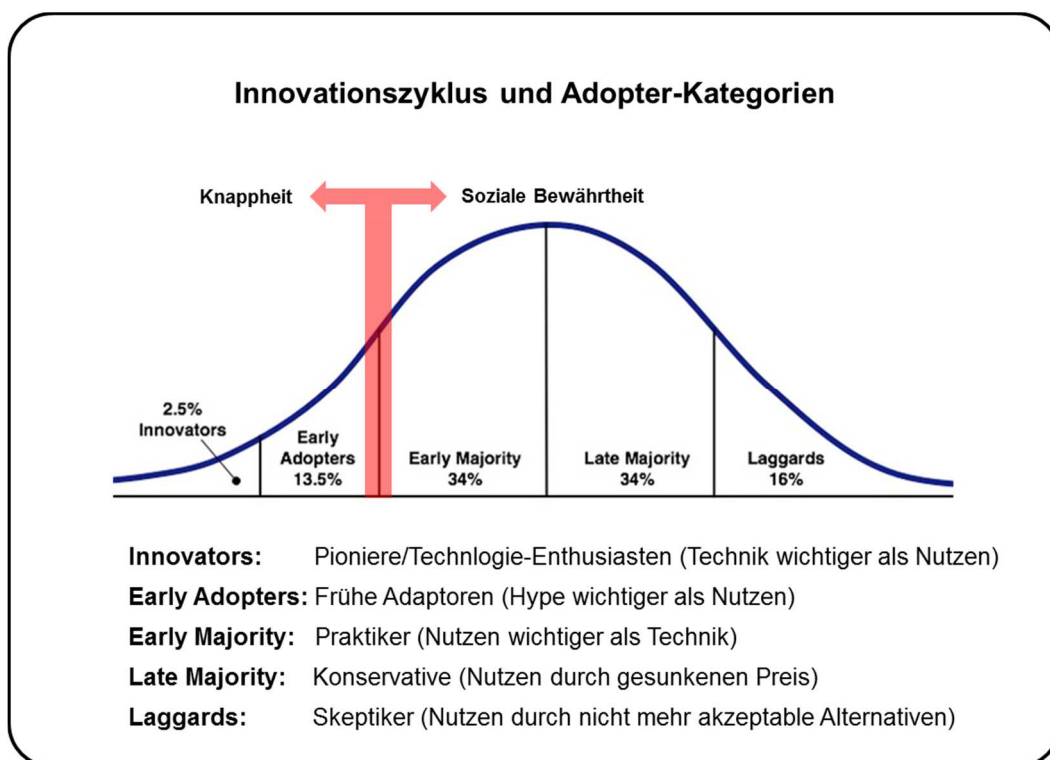 Innovationszyklus und Adopter-Kategorien
Knappheit
Soziale Bewährtheit
2.5%
Innovators
Early
Adopters
13.5%
Early Majority
34%
Late Majority
34%
Laggards
16%
Innovators: Pioniere/Technlogie-Enthusiasten (Technik wichtiger als Nutzen)
Early Adopters: Frühe Adaptoren (Hype wichtiger als Nutzen)
Early Majority: Praktiker (Nutzen wichtiger als Technik)
Late Majority: Konservative (Nutzen durch gesunkenen Preis)
Laggards: Skeptiker (Nutzen durch nicht mehr akzeptable Alternativen)